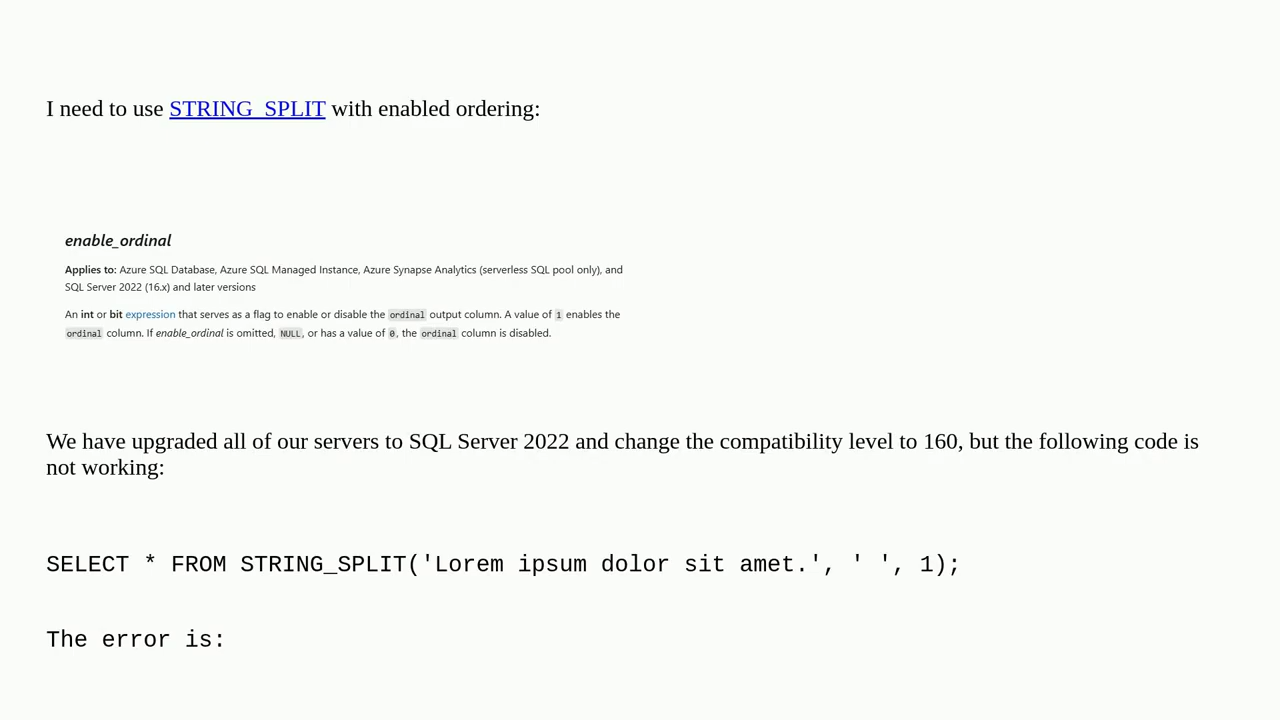 I need to use STRING_SPLIT with enabled ordering:
enable_ordinal
Applies to: Azure SQL Database, Azure SQL Managed Instance, Azure Synapse Analytics (serverless SQL pool only), and
SQL Server 2022 (16.x) and later versions
An int or bit expression that serves as a flag to enable or disable the ordinal output column. A value of 1 enables the
ordinal column. If enable_ordinal is omitted, NULL, or has a value of 0, the ordinal column is disabled.
We have upgraded all of our servers to SQL Server 2022 and change the compatibility level to 160, but the following code is
not working:
SELECT * FROM STRING_SPLIT('Lorem ipsum dolor sit amet.', ' ', 1);
The error is: